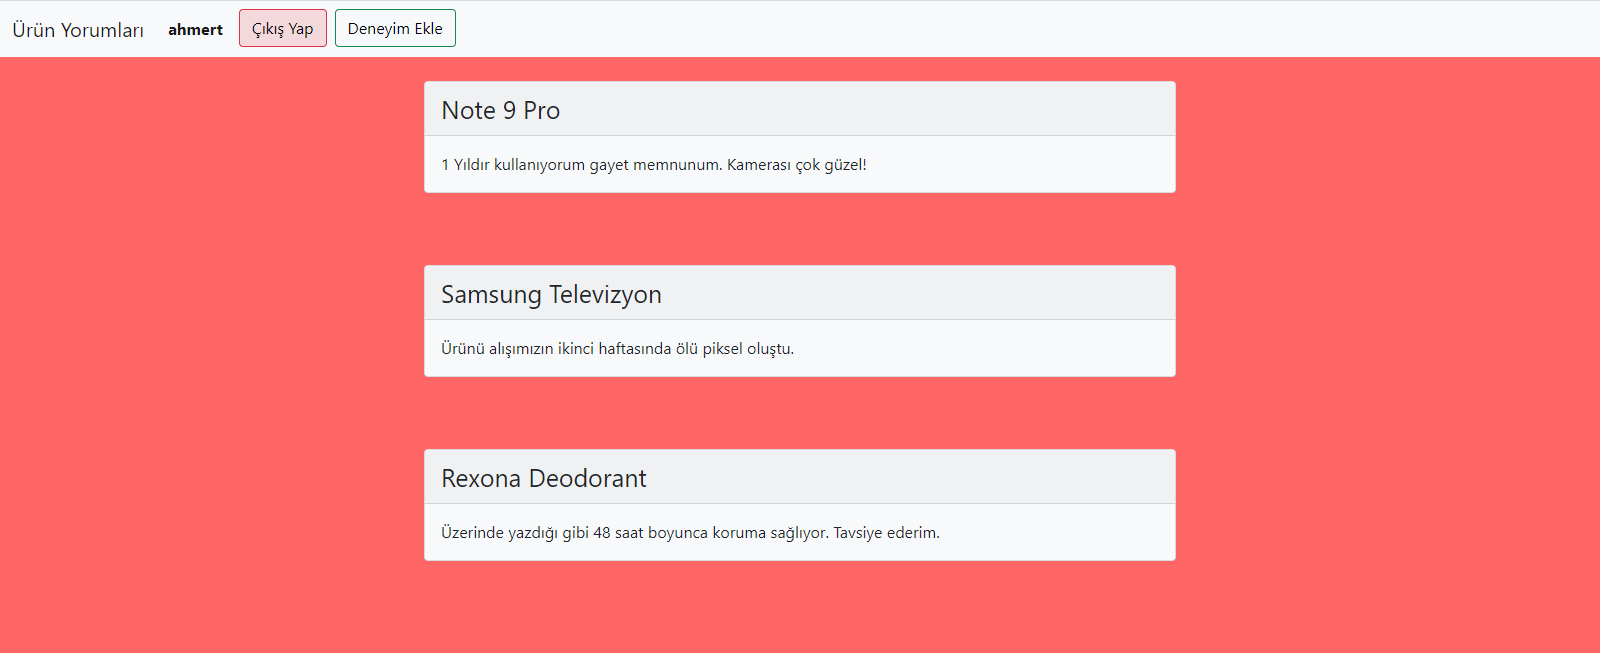 Ürün Yorumları ahmert Çıkış Yap Deneyim Ekle
Note 9 Pro
1 Yıldır kullanıyorum gayet memnunum. Kamerası çok güzel!
Samsung Televizyon
Ürünü alışımızın ikinci haftasında ölü piksel oluştu.
Rexona Deodorant
Üzerinde yazdığı gibi 48 saat boyunca koruma sağlıyor. Tavsiye ederim.